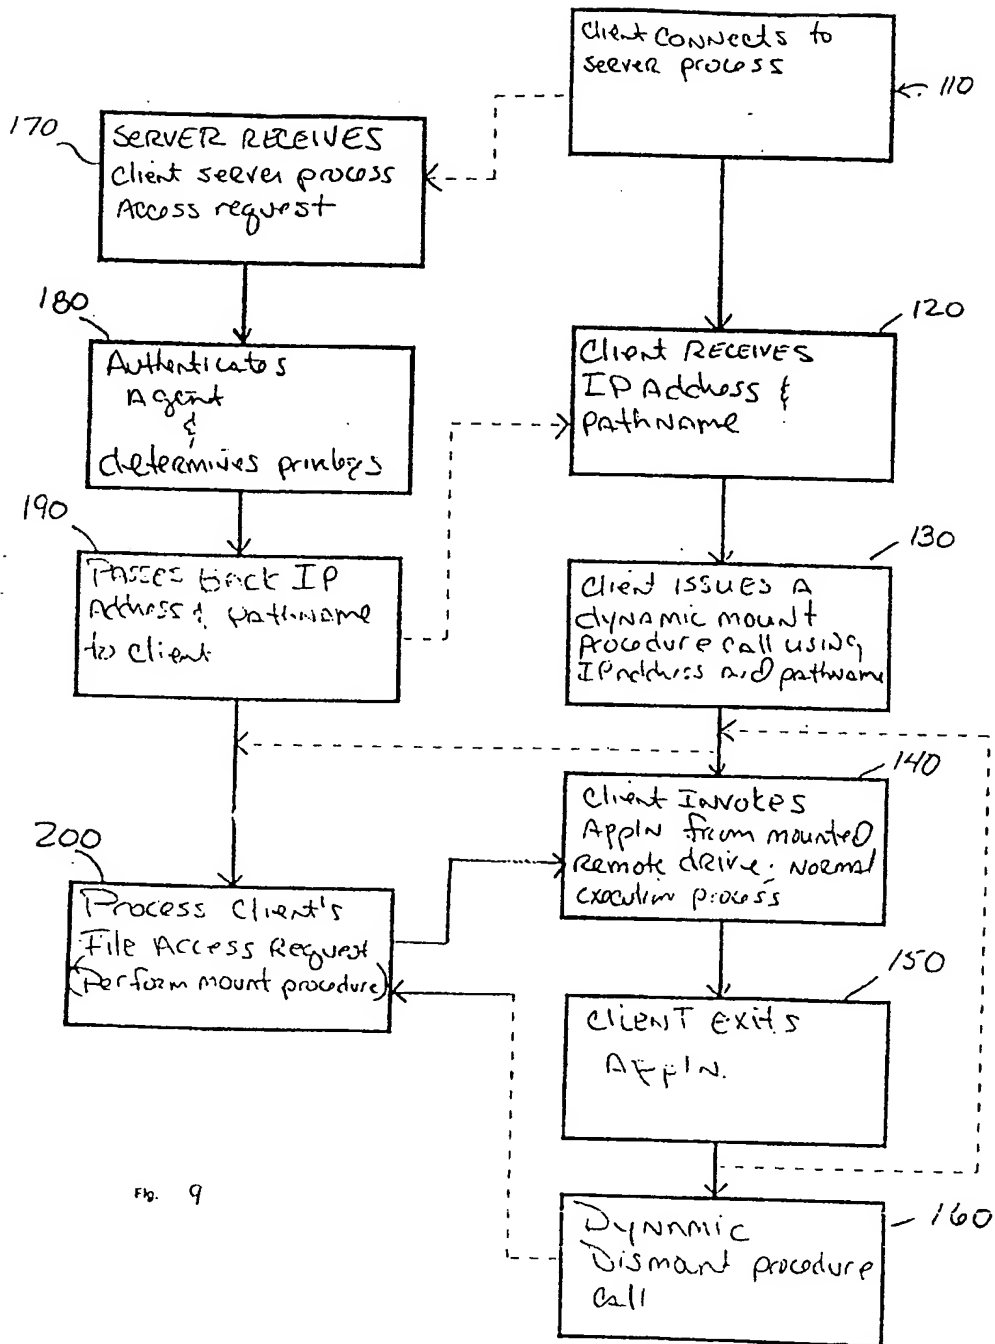 Client Connects to
server process
110
170
SERVER RECEIVES
Client server process
Access request
180
Authenticates
Agent
&
determines priveleges
120
Client RECEIVES
IP Address &
pathname
190
Passes back IP
Address & pathname
to client
130
Client ISSUES A
dynamic mount
procedure call using
IP address and pathname
140
Client Invokes
Appln from mounted
Remote drive; Normal
execution process
200
Process Client's
File Access Request
(Perform mount procedure)
150
CLIENT EXITS
Appln.
160
Dynamic
Dismant procedure
call
FIG. 9